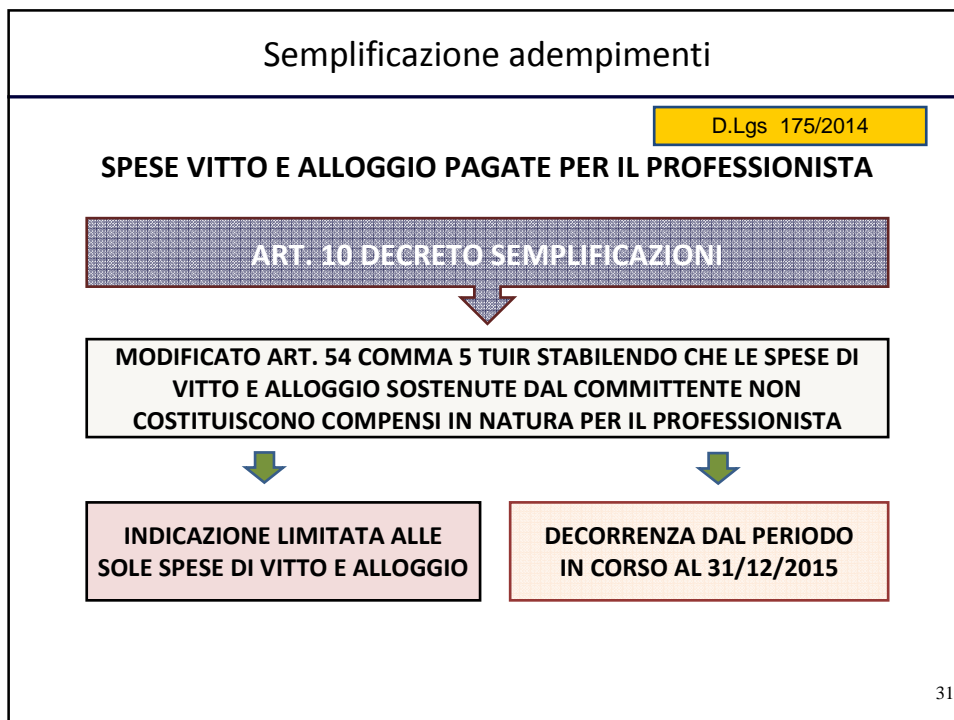 Semplificazione adempimenti
D.Lgs 175/2014
SPESE VITTO E ALLOGGIO PAGATE PER IL PROFESSIONISTA
ART. 10 DECRETO SEMPLIFICAZIONI
MODIFICATO ART. 54 COMMA 5 TUIR STABILENDO CHE LE SPESE DI
VITTO E ALLOGGIO SOSTENUTE DAL COMMITTENTE NON
COSTITUISCONO COMPENSI IN NATURA PER IL PROFESSIONISTA
INDICAZIONE LIMITATA ALLE
SOLE SPESE DI VITTO E ALLOGGIO
DECORRENZA DAL PERIODO
IN CORSO AL 31/12/2015
31